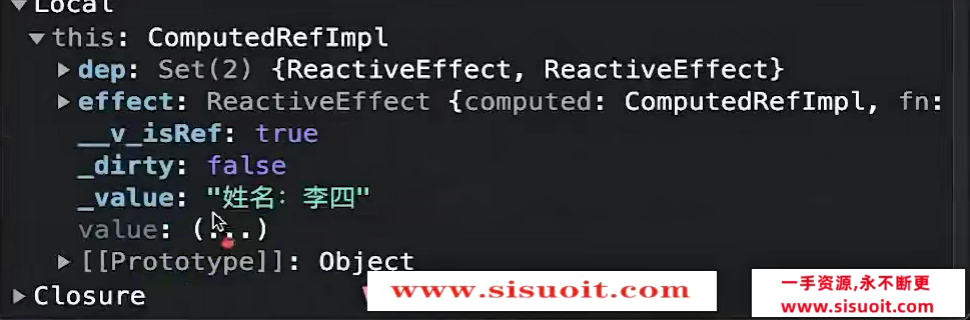 Local
this: ComputedRefImpl
dep: Set(2) {ReactiveEffect, ReactiveEffect}
effect: ReactiveEffect {computed: ComputedRefImpl, fn:
__v_isRef: true
_dirty: false
_value: "姓名：李四"
value: (...)
[[Prototype]]: Object
Closure
www.sisuoit.com
一手资源,永不断更
www.sisuoit.com